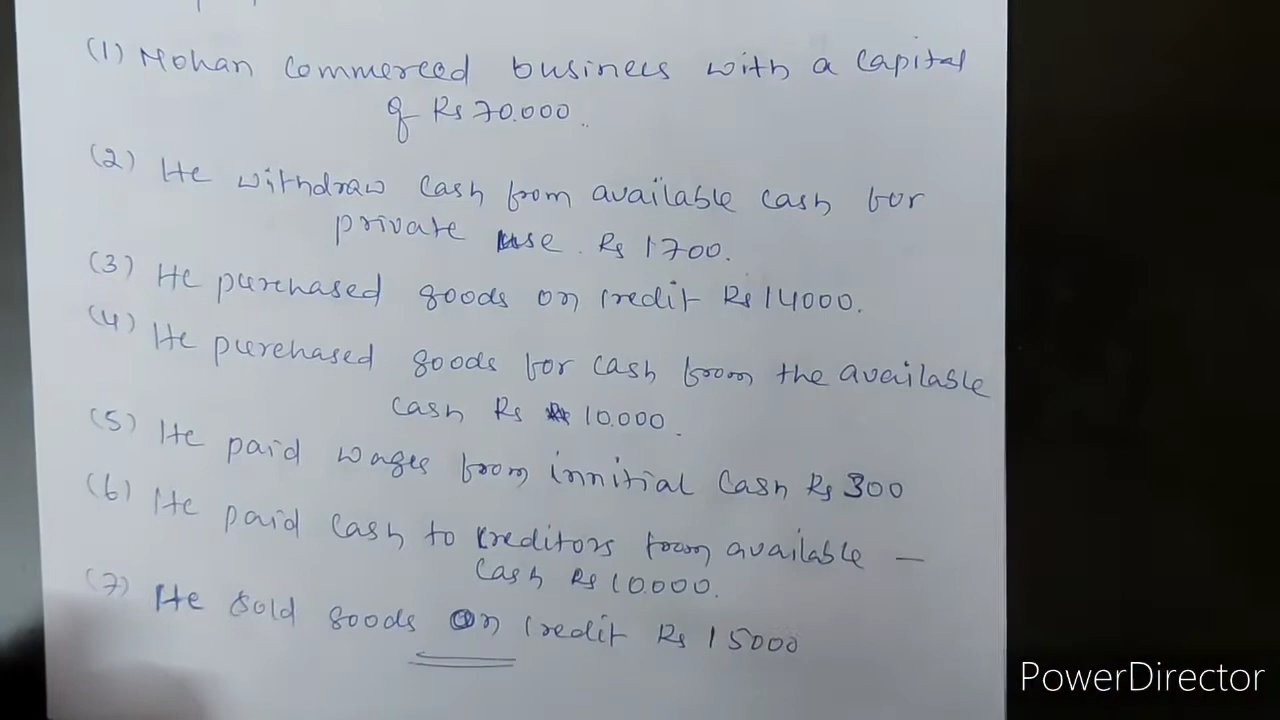 (1) Mohan commereed business with a capital
of Rs 70.000
(2) He withdraw cash from available cash for
private use. Rs 1700.
(3) He purchased goods on credit Rs 14000.
(4) He purchased goods for cash from the available
cash Rs 10.000.
(5) He paid wages from innitial cash Rs 300
(6) He paid cash to creditors from available —
cash Rs 10.000.
(7) He sold goods on credit Rs 15000
PowerDirector